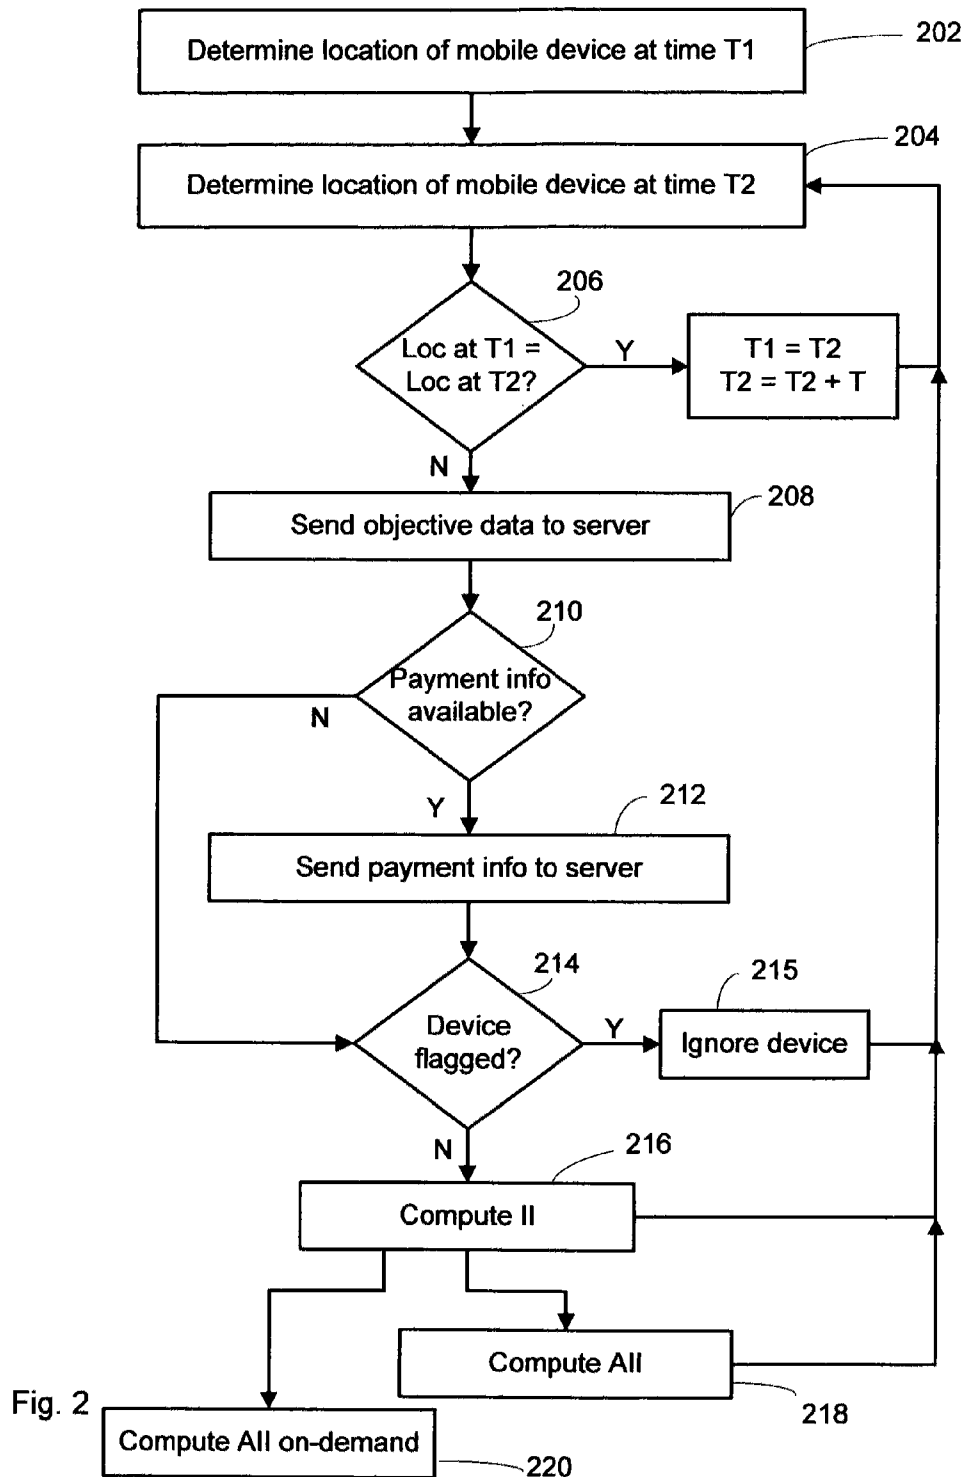 Determine location of mobile device at time T1
202
204
Determine location of mobile device at time T2
206
Loc at T1 =
Loc at T2?
Y
T1 = T2
T2 = T2 + T
N
208
Send objective data to server
210
Payment info
available?
N
Y
212
Send payment info to server
214
Device
flagged?
Y
215
Ignore device
N
216
Compute II
Compute AII
218
Fig. 2
Compute AII on-demand
220